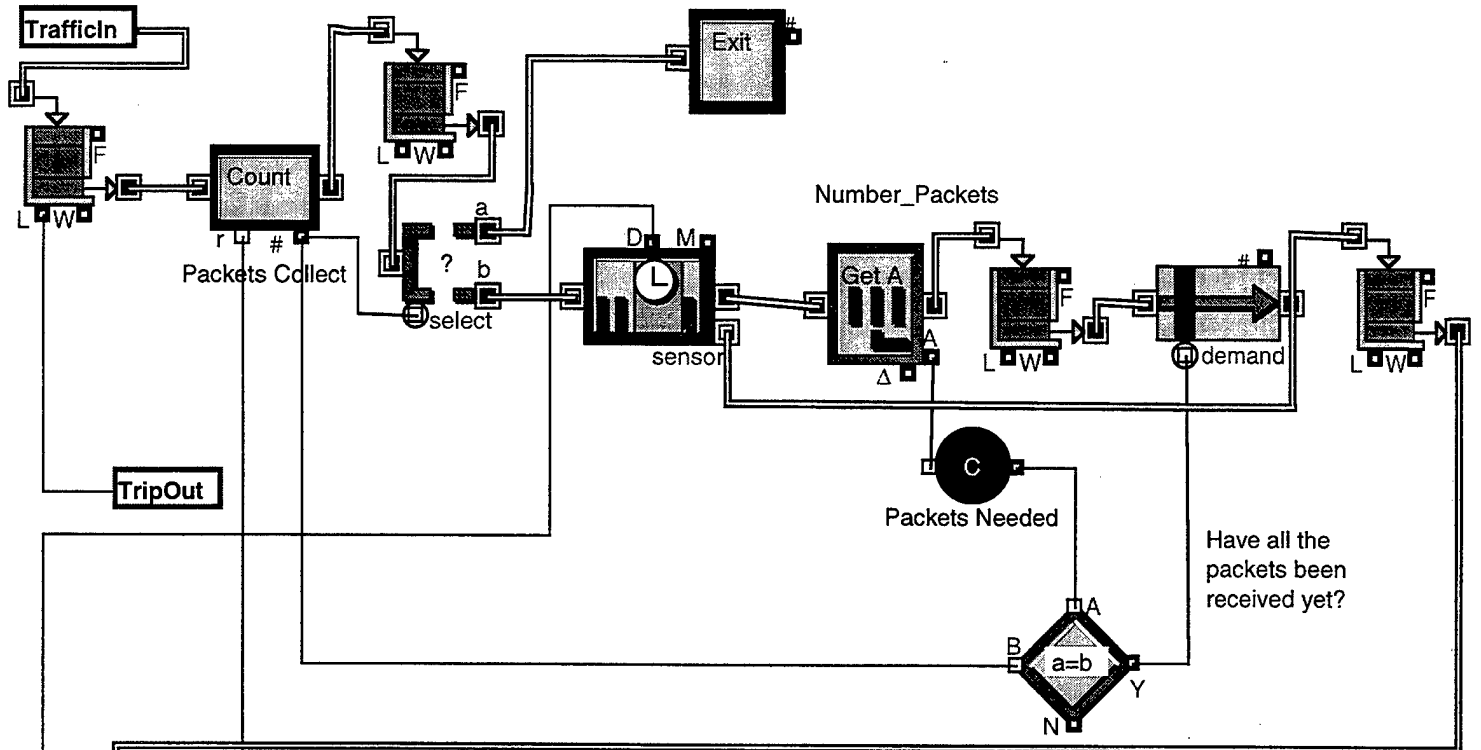 TrafficIn
#
Exit
F
F
L W
Count
Number_Packets
a
L W
r #
D M
?
Packets Collect
b
Get A
#
F
F
select
sensor
A
demand
L W
L W
Δ
C
TripOut
Packets Needed
Have all the
packets been
received yet?
A
B
a=b
Y
N